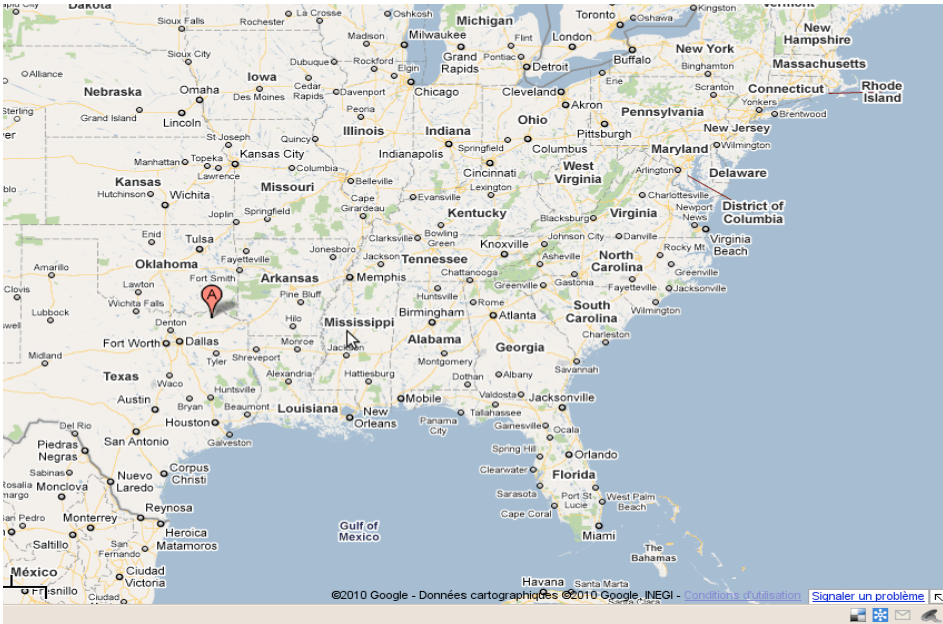 Dakota
Sioux Falls
Rochester
La Crosse
Oshkosh
Michigan
Toronto
Oshawa
Kingston
Vermont
New
Hampshire
Madison
Milwaukee
Flint
London
Sioux City
Dubuque
Rockford
Elgin
Grand
Rapids
Pontiac
Detroit
Buffalo
New York
Binghamton
Massachusetts
Alliance
Iowa
Erie
Nebraska
Omaha
Des Moines
Cedar
Rapids
Davenport
Chicago
Cleveland
Akron
Scranton
Connecticut
Rhode
Island
Sterling
Grand Island
Lincoln
Peoria
Illinois
Indiana
Ohio
Pennsylvania
Yonkers
Brentwood
St Joseph
Quincy
Indianapolis
Springfield
Columbus
Pittsburgh
New Jersey
Wilmington
Manhattan
Topeka
Kansas City
Lawrence
Columbia
Cincinnati
West
Virginia
Maryland
Arlington
Delaware
Kansas
Hutchinson
Wichita
Missouri
Belleville
Evansville
Lexington
Charlottesville
District of
Columbia
Joplin
Springfield
Cape
Girardeau
Kentucky
Blacksburg
Virginia
Newport
News
Virginia
Beach
Enid
Tulsa
Jonesboro
Clarksville
Bowling
Green
Knoxville
Johnson City
Danville
Rocky Mt
Amarillo
Oklahoma
Fayetteville
Jackson
Tennessee
Asheville
North
Carolina
Greenville
Clovis
Lawton
Fort Smith
Arkansas
Memphis
Chattanooga
Greenville
Gastonia
Fayetteville
Jacksonville
A
Wichita Falls
Pine Bluff
Huntsville
Rome
South
Carolina
Wilmington
Lubbock
Denton
Hilo
Mississippi
Birmingham
Atlanta
Charleston
Fort Worth
Dallas
Monroe
Jackson
Alabama
Georgia
Midland
Tyler
Shreveport
Montgomery
Savannah
Texas
Waco
Alexandria
Hattiesburg
Dothan
Albany
Austin
Huntsville
Bryan
Beaumont
Louisiana
New
Orleans
Mobile
Valdosta
Jacksonville
Tallahassee
Del Rio
Houston
Panama
City
Gainesville
Ocala
Piedras
Negras
San Antonio
Galveston
Spring Hill
Orlando
Sabinas
Nuevo
Laredo
Corpus
Christi
Clearwater
Florida
Monclova
Sarasota
Port St
Lucie
West Palm
Beach
Reynosa
Cape Coral
Monterrey
Heroica
Matamoros
Gulf of
Mexico
Miami
Saltillo
San
Fernando
The
Bahamas
México
Ciudad
Victoria
Havana
Santa Marta
Fresnillo
Ciudad
Santa Clara
©2010 Google - Données cartographiques ©2010 Google, INEGI - Conditions d'utilisation
Signaler un problème